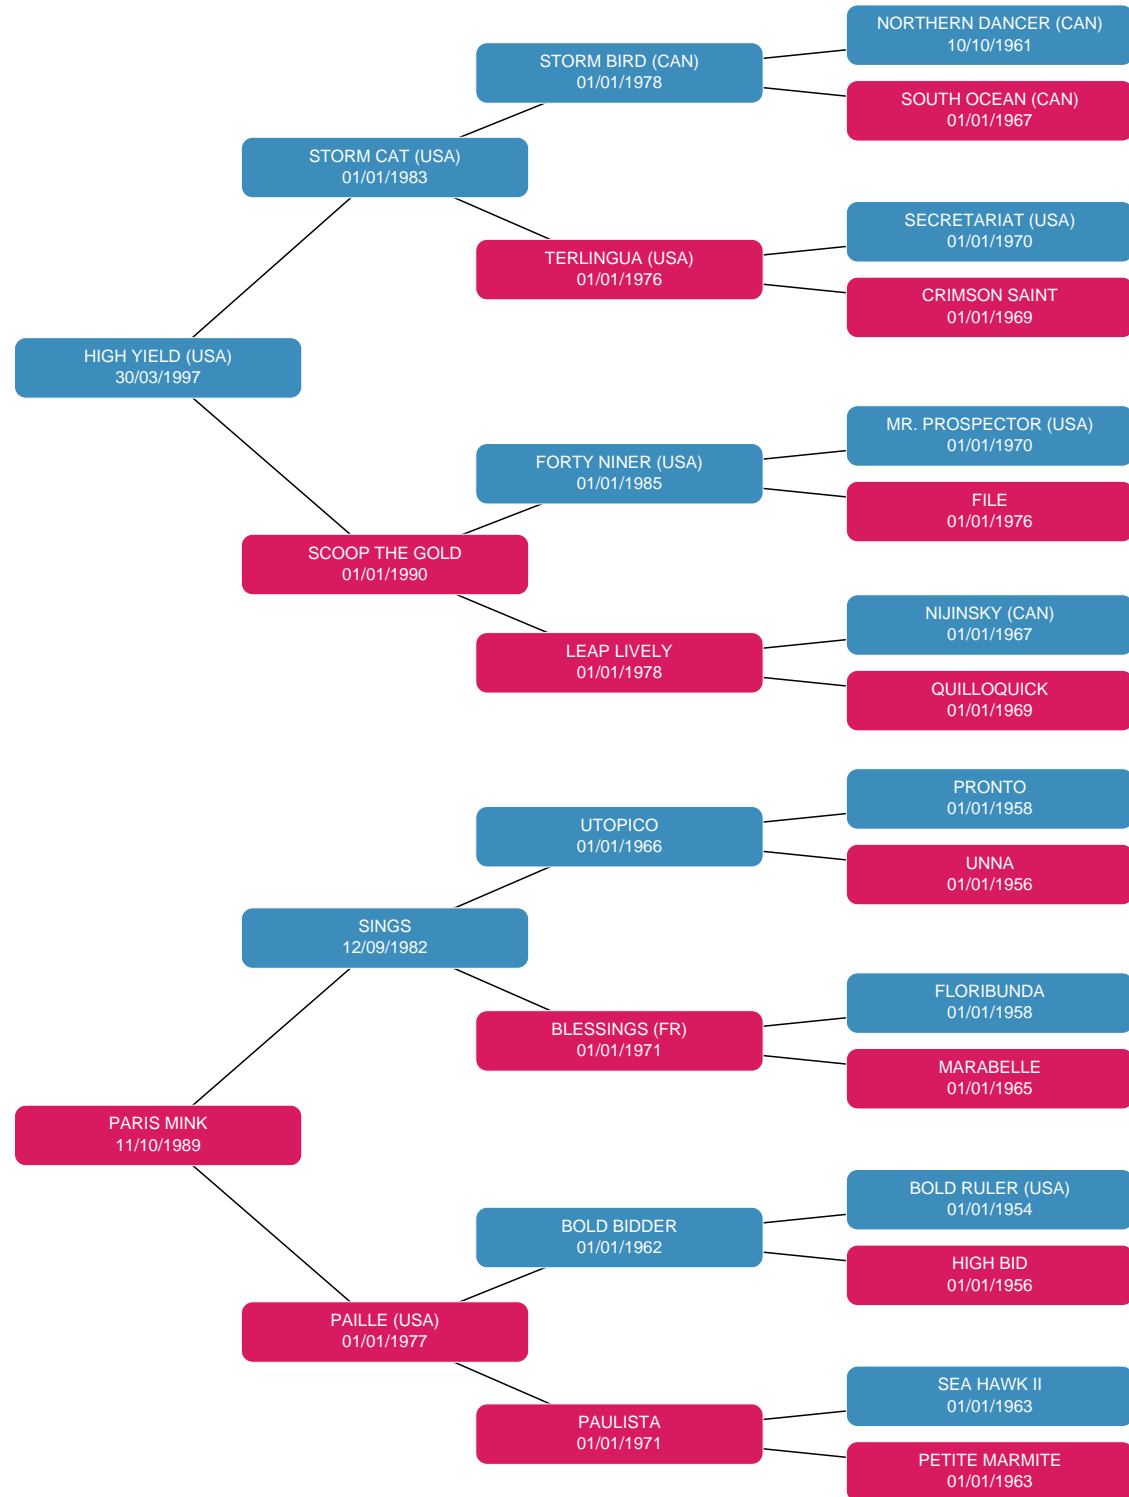 NORTHERN DANCER (CAN)
10/10/1961
STORM BIRD (CAN)
01/01/1978
SOUTH OCEAN (CAN)
01/01/1967
STORM CAT (USA)
01/01/1983
SECRETARIAT (USA)
01/01/1970
TERLINGUA (USA)
01/01/1976
CRIMSON SAINT
01/01/1969
HIGH YIELD (USA)
30/03/1997
MR. PROSPECTOR (USA)
01/01/1970
FORTY NINER (USA)
01/01/1985
FILE
01/01/1976
SCOOP THE GOLD
01/01/1990
NIJINSKY (CAN)
01/01/1967
LEAP LIVELY
01/01/1978
QUILLOQUICK
01/01/1969
PRONTO
01/01/1958
UTOPICO
01/01/1966
UNNA
01/01/1956
SINGS
12/09/1982
FLORIBUNDA
01/01/1958
BLESSINGS (FR)
01/01/1971
MARABELLE
01/01/1965
PARIS MINK
11/10/1989
BOLD RULER (USA)
01/01/1954
BOLD BIDDER
01/01/1962
HIGH BID
01/01/1956
PAILLE (USA)
01/01/1977
SEA HAWK II
01/01/1963
PAULISTA
01/01/1971
PETITE MARMITE
01/01/1963